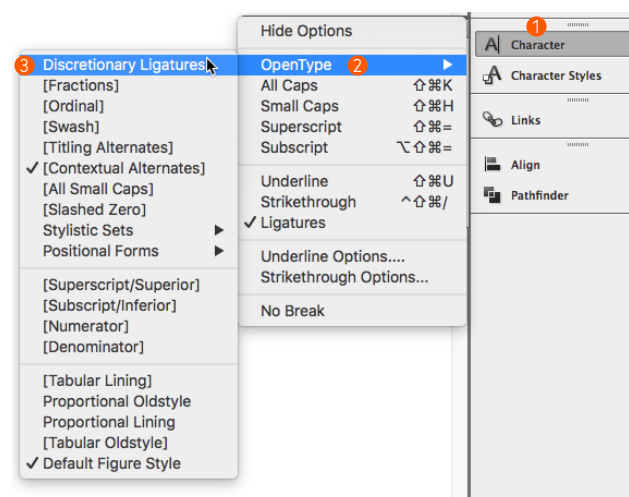 1
Character
Character Styles
Links
Align
Pathfinder
Hide Options
OpenType 2
All Caps ⇧⌘K
Small Caps ⇧⌘H
Superscript ⇧⌘=
Subscript ⌥⇧⌘=
Underline ⇧⌘U
Strikethrough ^⇧⌘/
✓ Ligatures
Underline Options....
Strikethrough Options...
No Break
3 Discretionary Ligatures
[Fractions]
[Ordinal]
[Swash]
[Titling Alternates]
✓ [Contextual Alternates]
[All Small Caps]
[Slashed Zero]
Stylistic Sets
Positional Forms
[Superscript/Superior]
[Subscript/Inferior]
[Numerator]
[Denominator]
[Tabular Lining]
Proportional Oldstyle
Proportional Lining
[Tabular Oldstyle]
✓ Default Figure Style